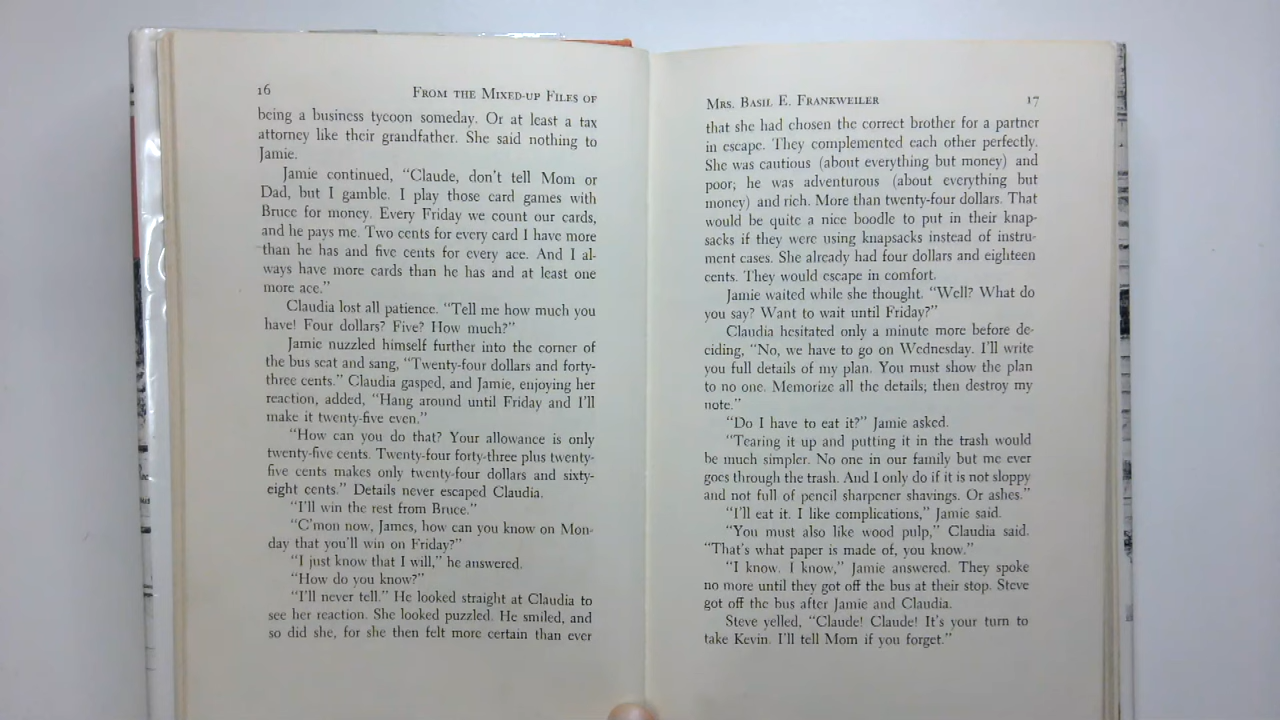 16
FROM THE MIXED-UP FILES OF
being a business tycoon someday. Or at least a tax
attorney like their grandfather. She said nothing to
Jamie.
Jamie continued, “Claude, don’t tell Mom or
Dad, but I gamble. I play those card games with
Bruce for money. Every Friday we count our cards,
and he pays me. Two cents for every card I have more
than he has and five cents for every ace. And I al-
ways have more cards than he has and at least one
more ace.”
Claudia lost all patience. “Tell me how much you
have! Four dollars? Five? How much?”
Jamie nuzzled himself further into the corner of
the bus seat and sang, “Twenty-four dollars and forty-
three cents.” Claudia gasped, and Jamie, enjoying her
reaction, added, “Hang around until Friday and I’ll
make it twenty-five even.”
“How can you do that? Your allowance is only
twenty-five cents. Twenty-four forty-three plus twenty-
five cents makes only twenty-four dollars and sixty-
eight cents.” Details never escaped Claudia.
“I’ll win the rest from Bruce.”
“C’mon now, James, how can you know on Mon-
day that you’ll win on Friday?”
“I just know that I will,” he answered.
“How do you know?”
“I’ll never tell.” He looked straight at Claudia to
see her reaction. She looked puzzled. He smiled, and
so did she, for she then felt more certain than ever
MRS. BASIL E. FRANKWEILER
17
that she had chosen the correct brother for a partner
in escape. They complemented each other perfectly.
She was cautious (about everything but money) and
poor; he was adventurous (about everything but
money) and rich. More than twenty-four dollars. That
would be quite a nice boodle to put in their knap-
sacks if they were using knapsacks instead of instru-
ment cases. She already had four dollars and eighteen
cents. They would escape in comfort.
Jamie waited while she thought. “Well? What do
you say? Want to wait until Friday?”
Claudia hesitated only a minute more before de-
ciding, “No, we have to go on Wednesday. I’ll write
you full details of my plan. You must show the plan
to no one. Memorize all the details; then destroy my
note.”
“Do I have to eat it?” Jamie asked.
“Tearing it up and putting it in the trash would
be much simpler. No one in our family but me ever
goes through the trash. And I only do if it is not sloppy
and not full of pencil sharpener shavings. Or ashes.”
“I’ll eat it. I like complications,” Jamie said.
“You must also like wood pulp,” Claudia said.
“That’s what paper is made of, you know.”
“I know. I know,” Jamie answered. They spoke
no more until they got off the bus at their stop. Steve
got off the bus after Jamie and Claudia.
Steve yelled, “Claude! Claude! It’s your turn to
take Kevin. I’ll tell Mom if you forget.”